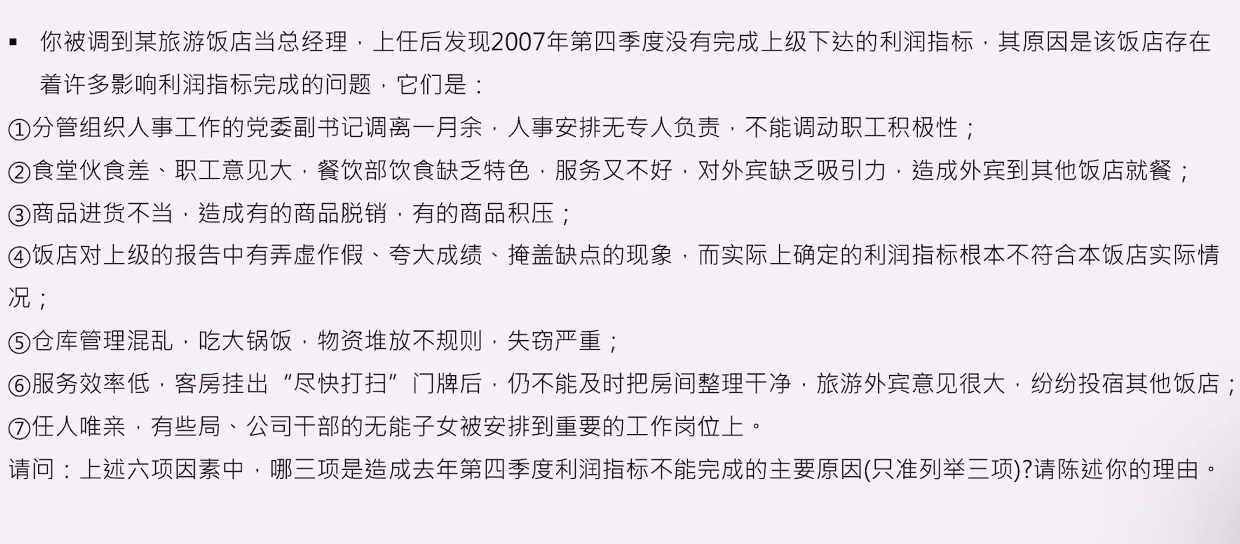 ▪ 你被调到某旅游饭店当总经理，上任后发现2007年第四季度没有完成上级下达的利润指标，其原因是该饭店存在
着许多影响利润指标完成的问题，它们是：
①分管组织人事工作的党委副书记调离一月余，人事安排无专人负责，不能调动职工积极性；
②食堂伙食差、职工意见大，餐饮部饮食缺乏特色，服务又不好，对外宾缺乏吸引力，造成外宾到其他饭店就餐；
③商品进货不当，造成有的商品脱销，有的商品积压；
④饭店对上级的报告中有弄虚作假、夸大成绩、掩盖缺点的现象，而实际上确定的利润指标根本不符合本饭店实际情
况；
⑤仓库管理混乱，吃大锅饭，物资堆放不规则，失窃严重；
⑥服务效率低，客房挂出“尽快打扫”门牌后，仍不能及时把房间整理干净，旅游外宾意见很大，纷纷投宿其他饭店；
⑦任人唯亲，有些局、公司干部的无能子女被安排到重要的工作岗位上。
请问：上述六项因素中，哪三项是造成去年第四季度利润指标不能完成的主要原因(只准列举三项)?请陈述你的理由。